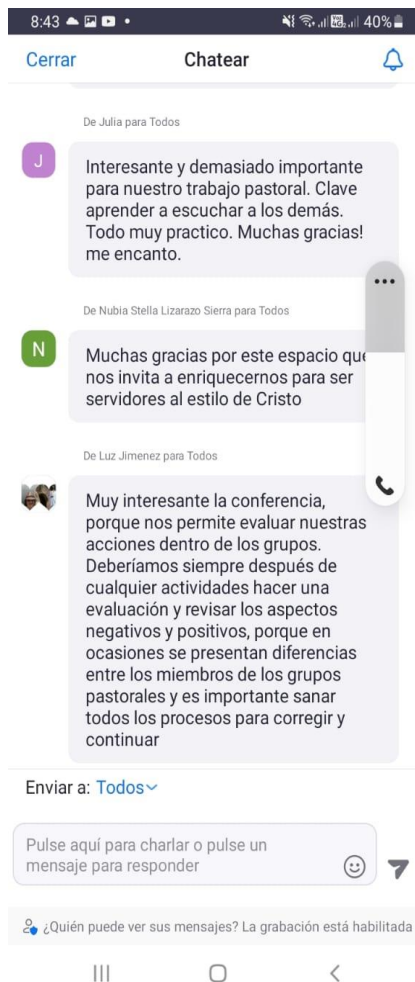 8:43 40%
Cerrar Chatear
De Julia para Todos
J
Interesante y demasiado importante
para nuestro trabajo pastoral. Clave
aprender a escuchar a los demás.
Todo muy practico. Muchas gracias!
me encanto.
De Nubia Stella Lizarazo Sierra para Todos
N
Muchas gracias por este espacio que
nos invita a enriquecernos para ser
servidores al estilo de Cristo
De Luz Jimenez para Todos
Muy interesante la conferencia,
porque nos permite evaluar nuestras
acciones dentro de los grupos.
Deberíamos siempre después de
cualquier actividades hacer una
evaluación y revisar los aspectos
negativos y positivos, porque en
ocasiones se presentan diferencias
entre los miembros de los grupos
pastorales y es importante sanar
todos los procesos para corregir y
continuar
Enviar a: Todos
Pulse aquí para charlar o pulse un
mensaje para responder
¿Quién puede ver sus mensajes? La grabación está habilitada